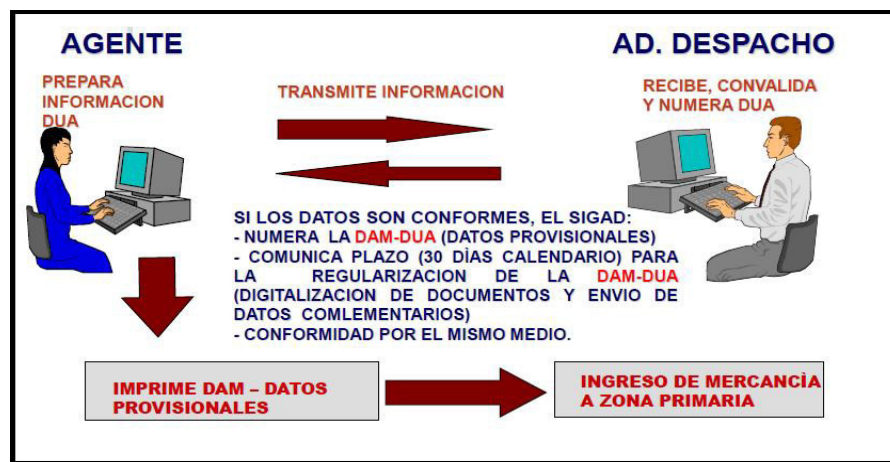 AGENTE
AD. DESPACHO
PREPARA
INFORMACION
DUA
TRANSMITE INFORMACION
RECIBE, CONVALIDA
Y NUMERA DUA
SI LOS DATOS SON CONFORMES, EL SIGAD:
- NUMERA LA DAM-DUA (DATOS PROVISIONALES)
- COMUNICA PLAZO (30 DÌAS CALENDARIO) PARA
LA REGULARIZACION DE LA DAM-DUA
(DIGITALIZACION DE DOCUMENTOS Y ENVIO DE
DATOS COMLEMENTARIOS)
- CONFORMIDAD POR EL MISMO MEDIO.
IMPRIME DAM – DATOS
PROVISIONALES
INGRESO DE MERCANCÌA
A ZONA PRIMARIA